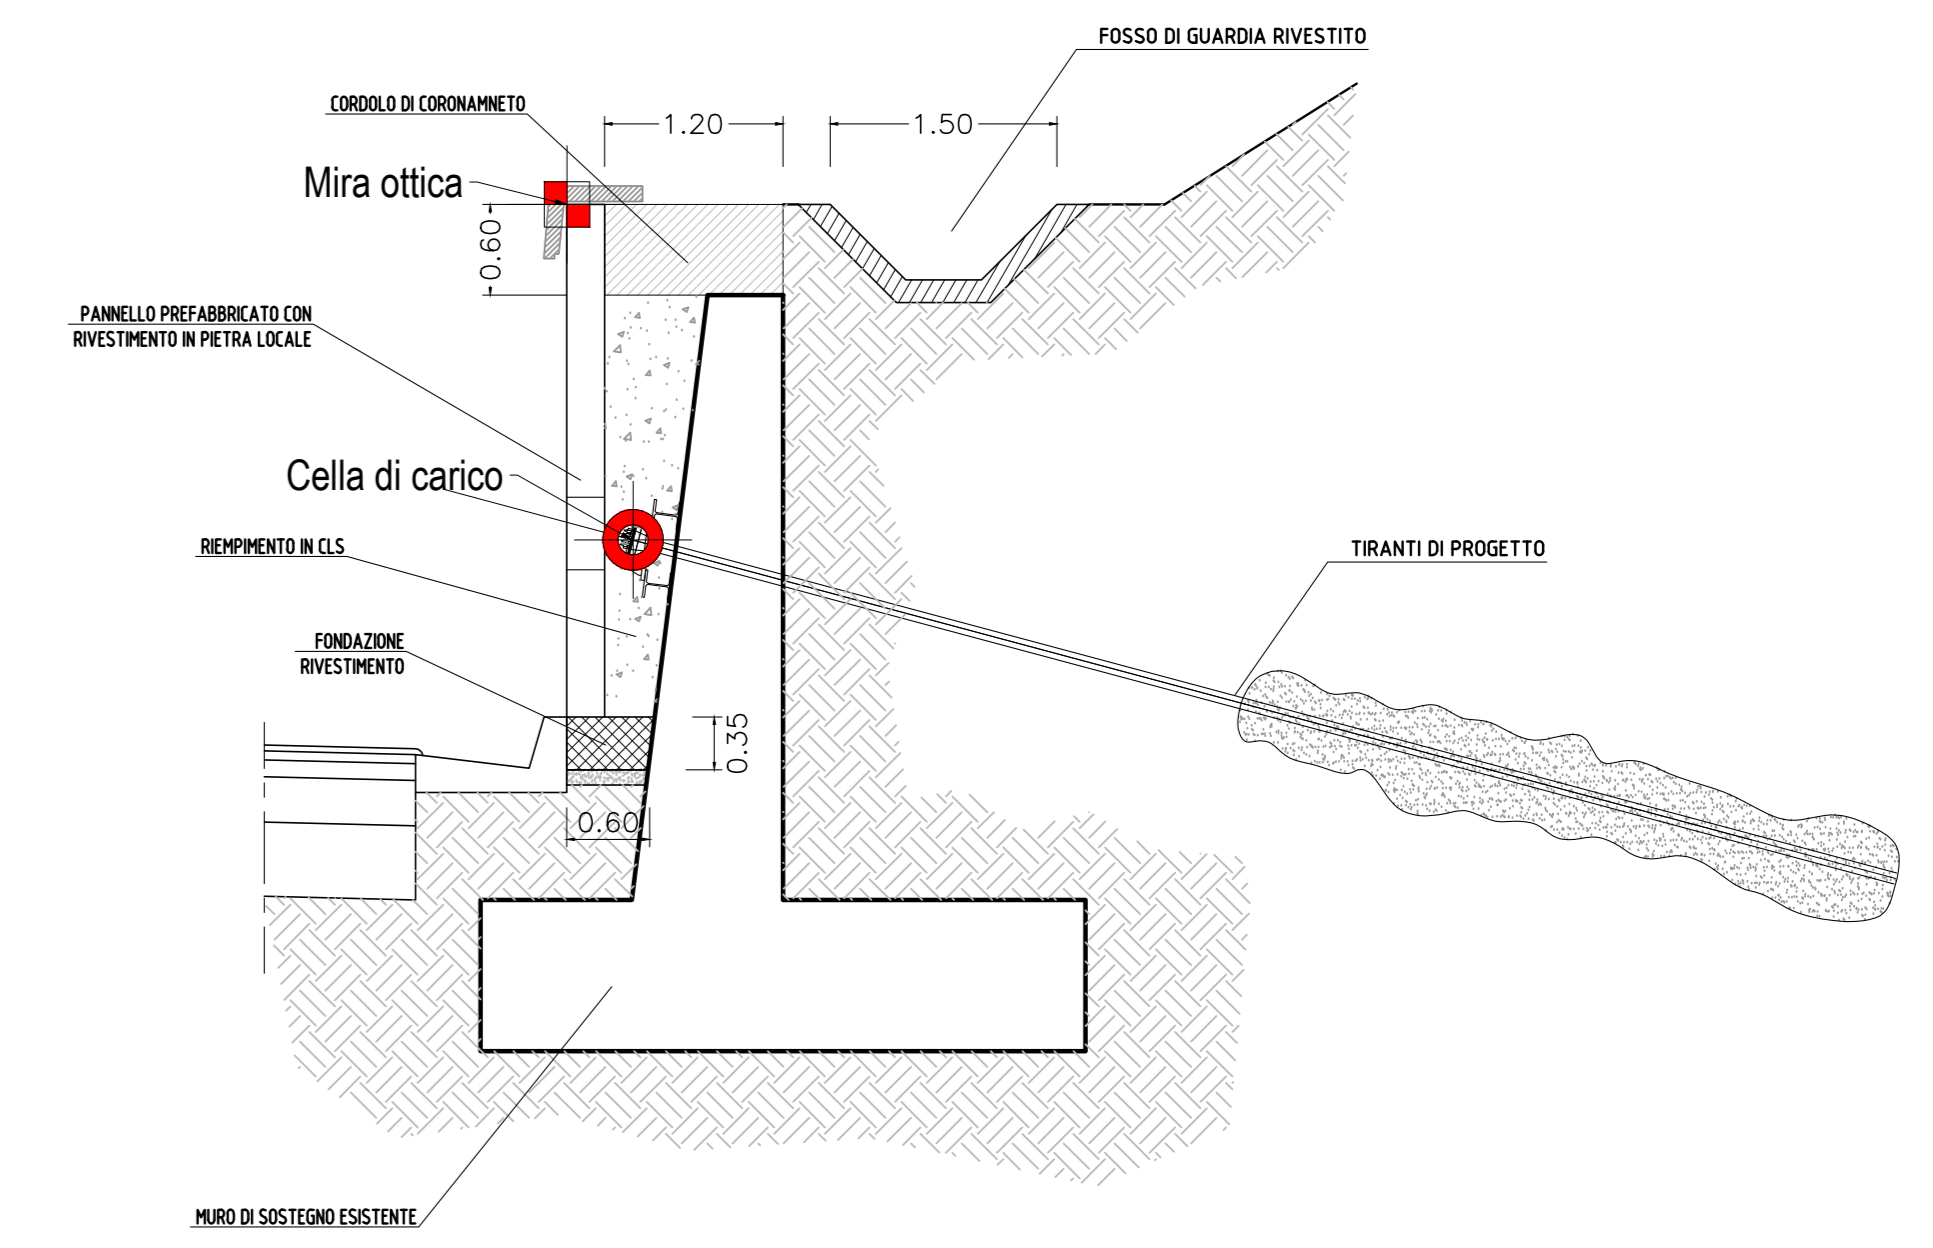 FOSSO DI GUARDIA RIVESTITO
CORDOLO DI CORONAMNETO
1.20
1.50
Mira ottica
0.60
PANNELLO PREFABBRICATO CON
RIVESTIMENTO IN PIETRA LOCALE
Cella di carico
RIEMPIMENTO IN CLS
TIRANTI DI PROGETTO
FONDAZIONE
RIVESTIMENTO
0.35
0.60
MURO DI SOSTEGNO ESISTENTE